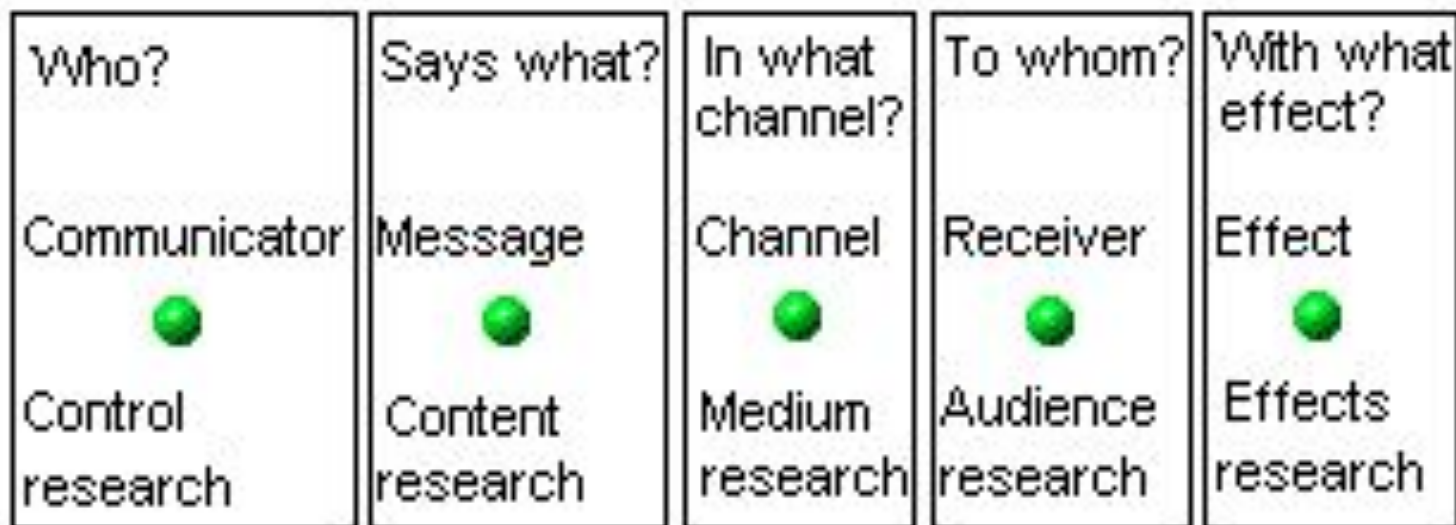 Who?
Communicator
Control
research
Says what?
Message
Content
research
In what
channel?
Channel
Medium
research
To whom?
Receiver
Audience
research
With what
effect?
Effect
Effects
research